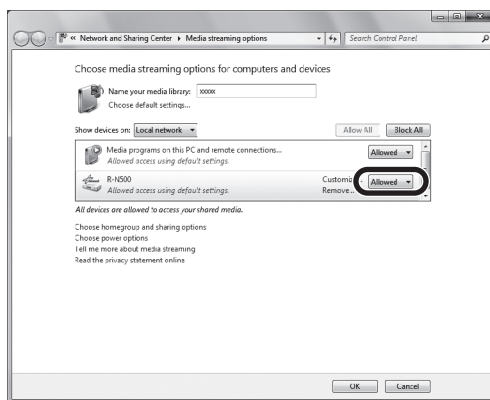 « Network and Sharing Center ▸ Media streaming options
Search Control Panel
Choose media streaming options for computers and devices
Name your media library: xxxxx
Choose default settings...
Show devices on: Local network
Allow All
Block All
Media programs on this PC and remote connections...
Allowed access using default settings.
Allowed
R-N500
Allowed access using default settings.
Remove...
Allowed
All devices are allowed to access your shared media.
Choose homegroup and sharing options
Choose power options
Tell me more about media streaming
Read the privacy statement online
OK
Cancel